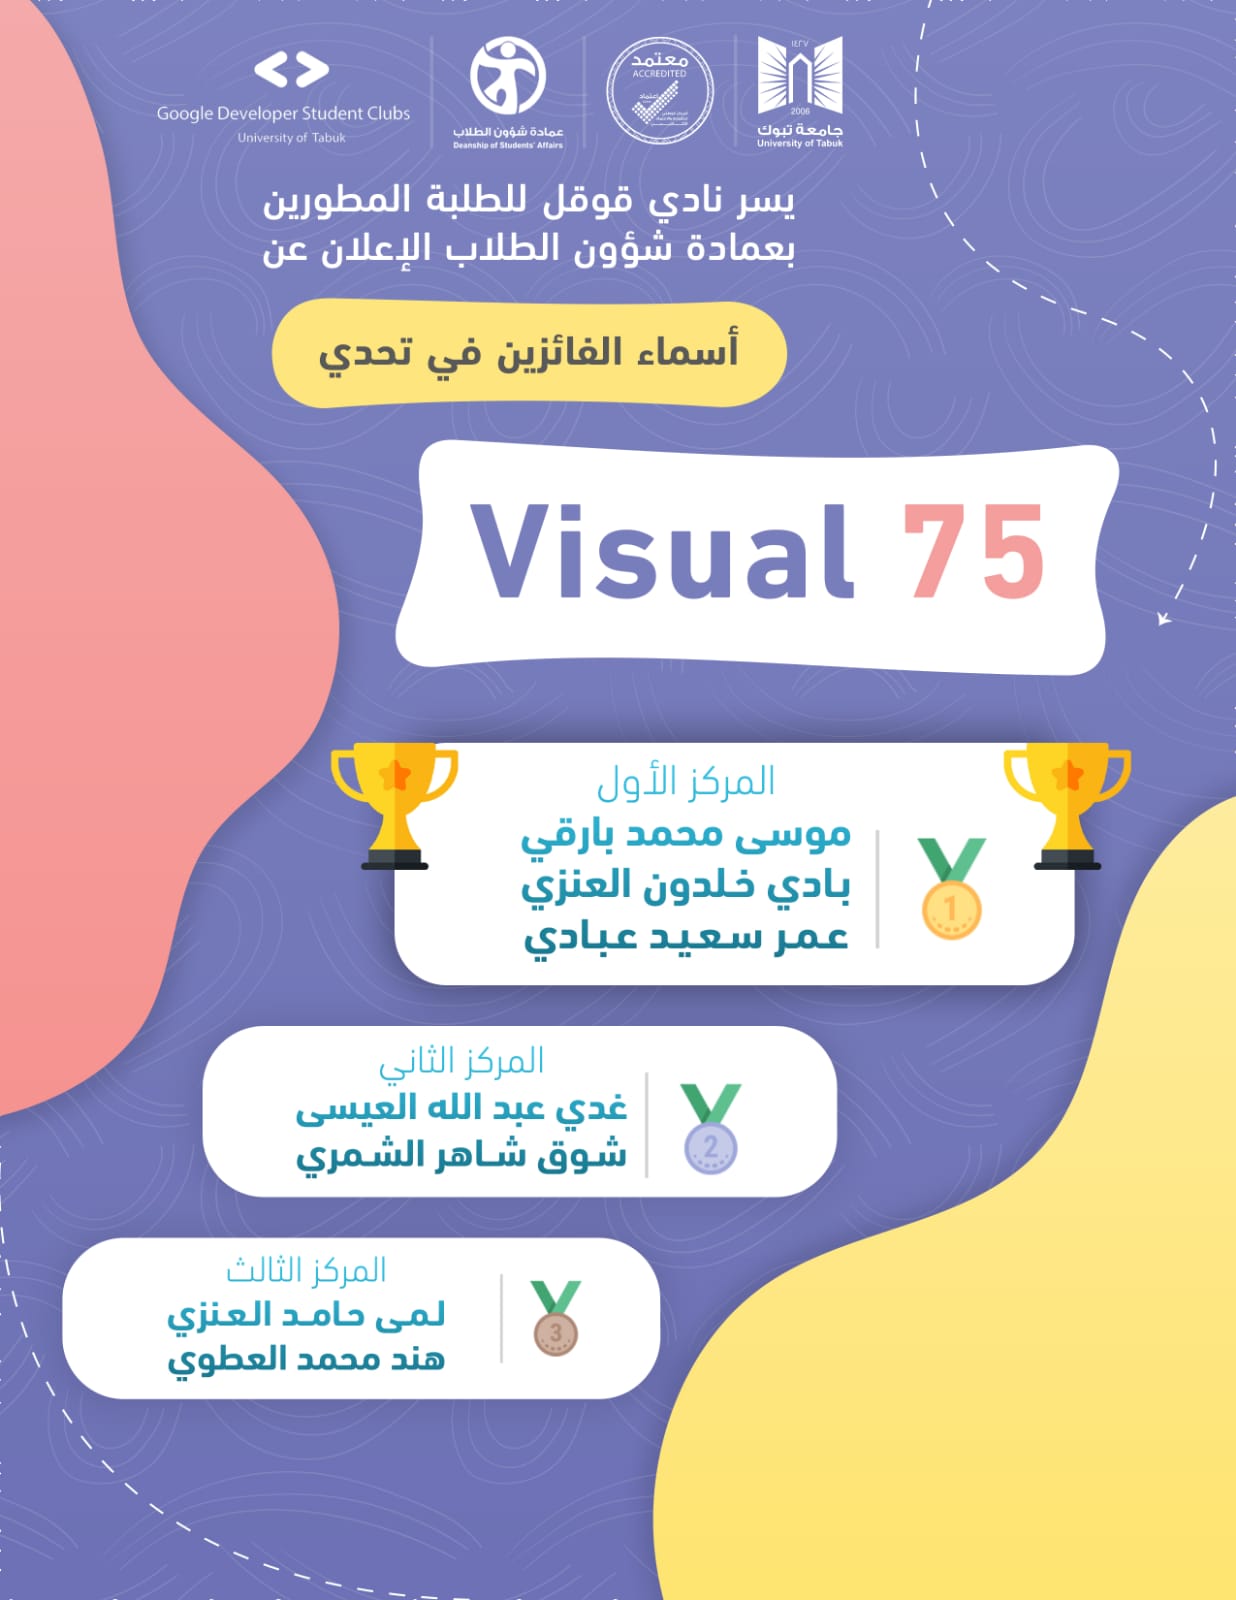 Google Developer Student Clubs
University of Tabuk
عمادة شؤون الطلاب
Deanship of Students' Affairs
معتمد
ACCREDITED
اعتماد
١٤٢٧
2006
جامعة تبوك
University of Tabuk
يسر نادي قوقل للطلبة المطورين
بعمادة شؤون الطلاب الإعلان عن
أسماء الفائزين في تحدي
Visual 75
المركز الأول
موسى محمد بارقي
بادي خلدون العنزي
عمر سعيد عبادي
1
المركز الثاني
غدي عبد الله العيسى
شوق شاهر الشمري
2
المركز الثالث
لمى حامد العنزي
هند محمد العطوي
3